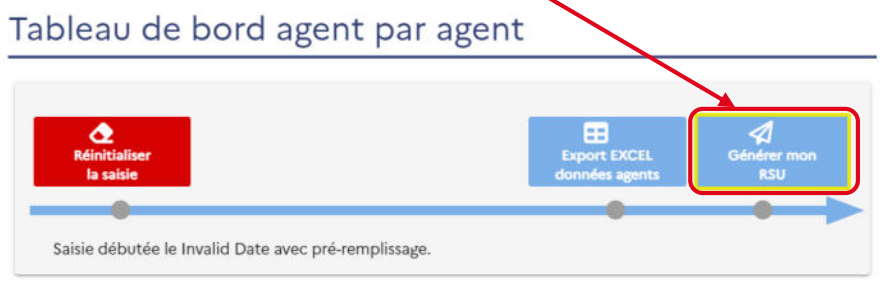 Tableau de bord agent par agent
Réinitialiser
la saisie
Export EXCEL
données agents
Générer mon
RSU
Saisie débutée le Invalid Date avec pré-remplissage.